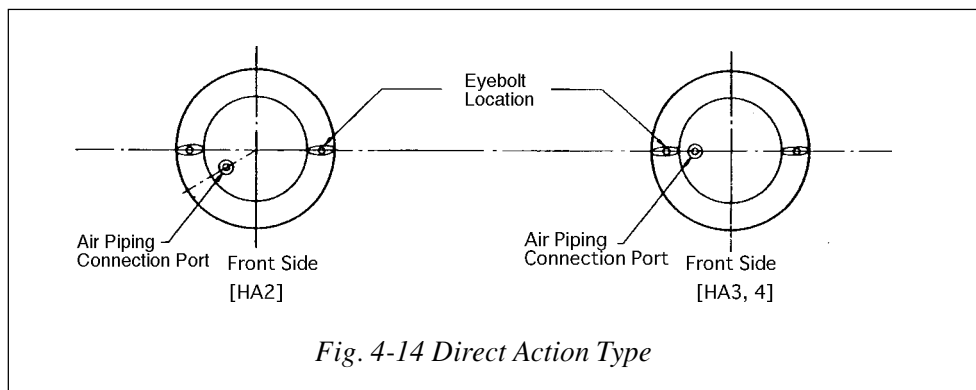 Eyebolt
Location
Air Piping
Connection Port
Front Side
[HA2]
Air Piping
Connection Port
Front Side
[HA3, 4]
Fig. 4-14 Direct Action Type